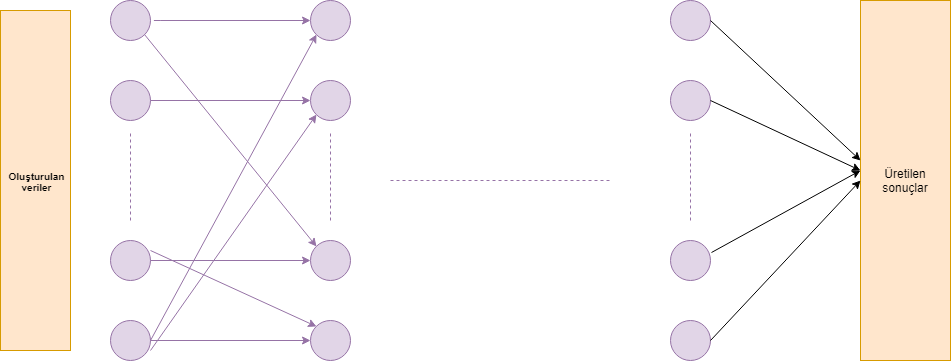 Oluşturulan
veriler
Üretilen
sonuçlar